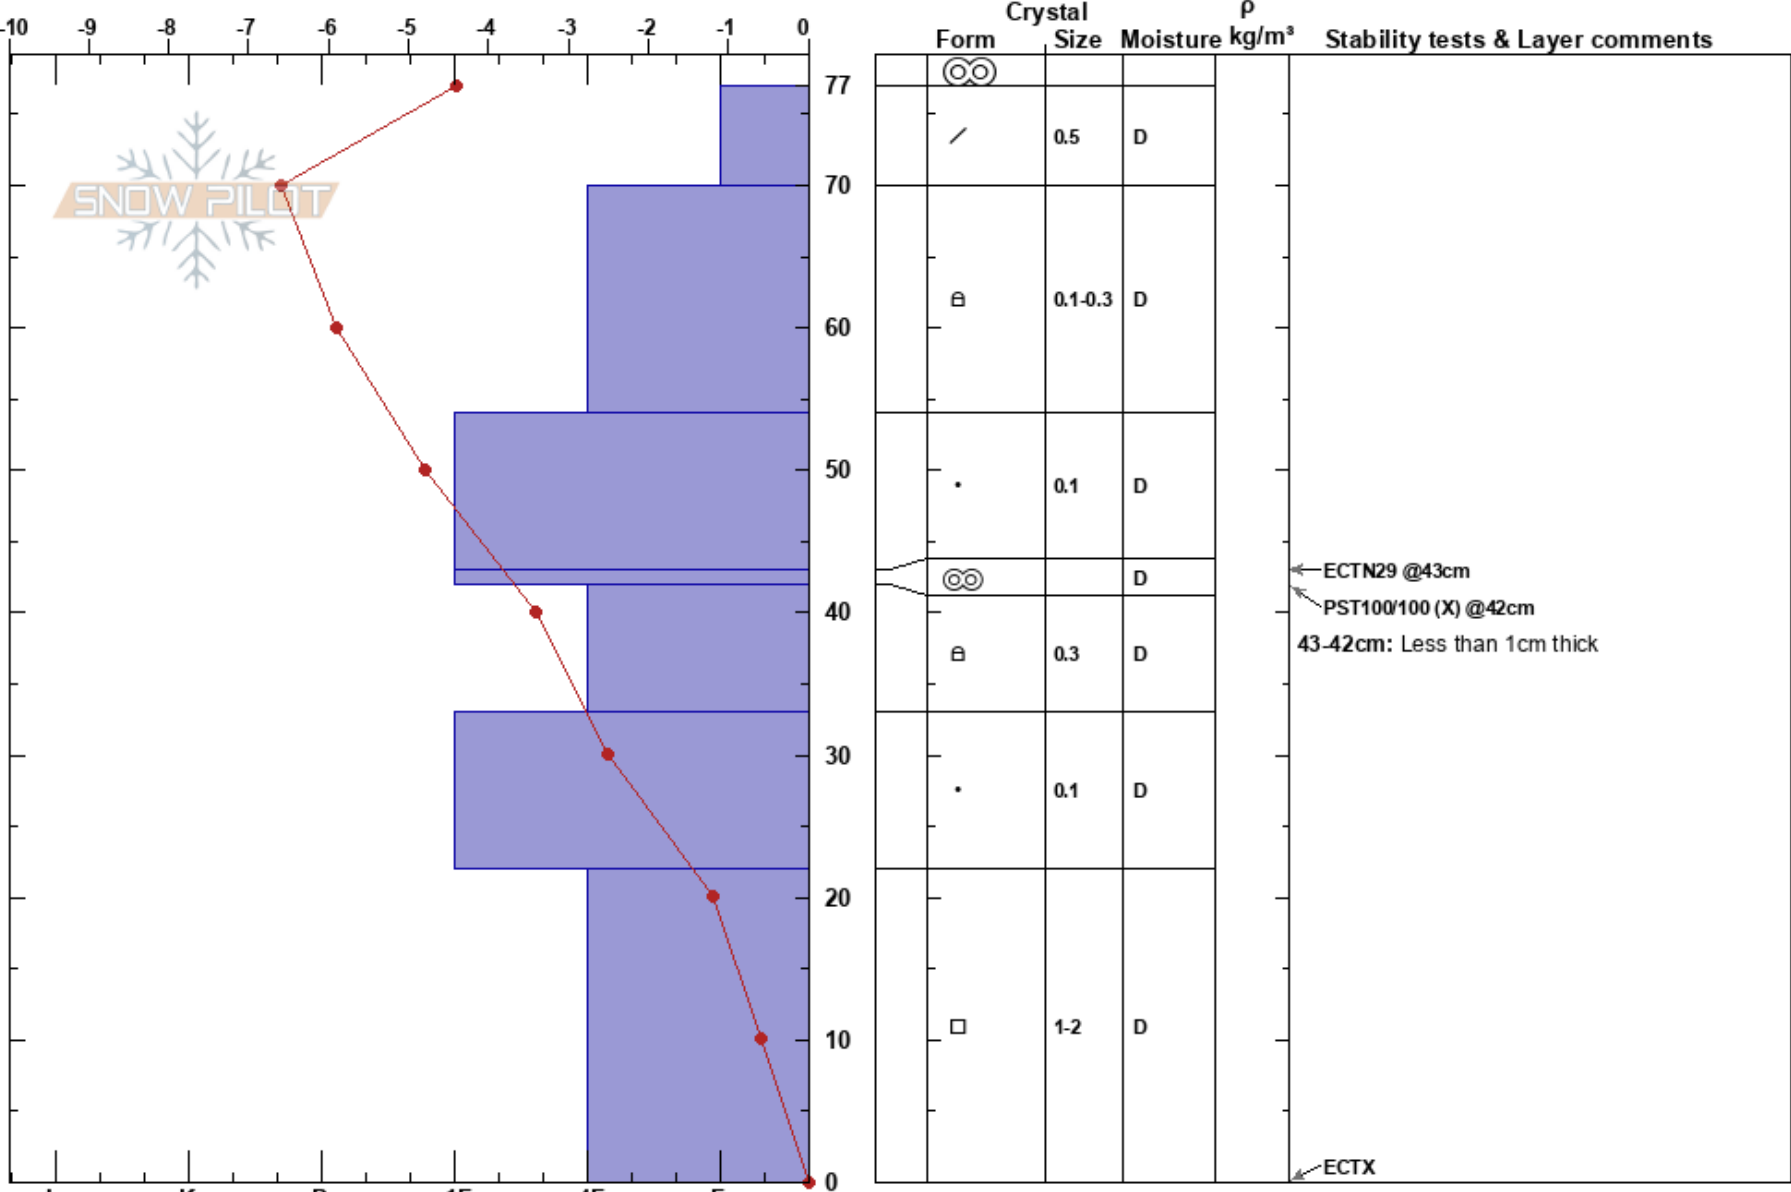 Crystal ρ
-10 -9 -8 -7 -6 -5 -4 -3 -2 -1 0 Form Size Moisture kg/m³ Stability tests & Layer comments
77
0.5 D
70
SNOW PILOT
0.1-0.3 D
60
50
0.1 D
ECTN29 @43cm
D
40
PST100/100 (X) @42cm
43-42cm: Less than 1cm thick
0.3 D
30
0.1 D
20
1-2 D
10
ECTX
0